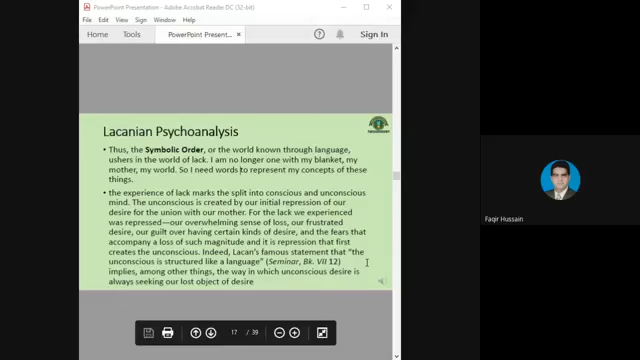 PowerPoint Presentation - Adobe Acrobat Reader DC (32-bit)
File Edit View Sign Window Help
Home Tools PowerPoint Present... × Sign In
Lacanian Psychoanalysis
• Thus, the Symbolic Order, or the world known through language,
ushers in the world of lack. I am no longer one with my blanket, my
mother, my world. So I need words to represent my concepts of these
things.
• the experience of lack marks the split into conscious and unconscious
mind. The unconscious is created by our initial repression of our
desire for the union with our mother. For the lack we experienced
was repressed—our overwhelming sense of loss, our frustrated
desire, our guilt over having certain kinds of desire, and the fears that
accompany a loss of such magnitude and it is repression that first
creates the unconscious. Indeed, Lacan's famous statement that "the
unconscious is structured like a language" (Seminar, Bk. VII 12)
implies, among other things, the way in which unconscious desire is
always seeking our lost object of desire
17 / 39
Faqir Hussain